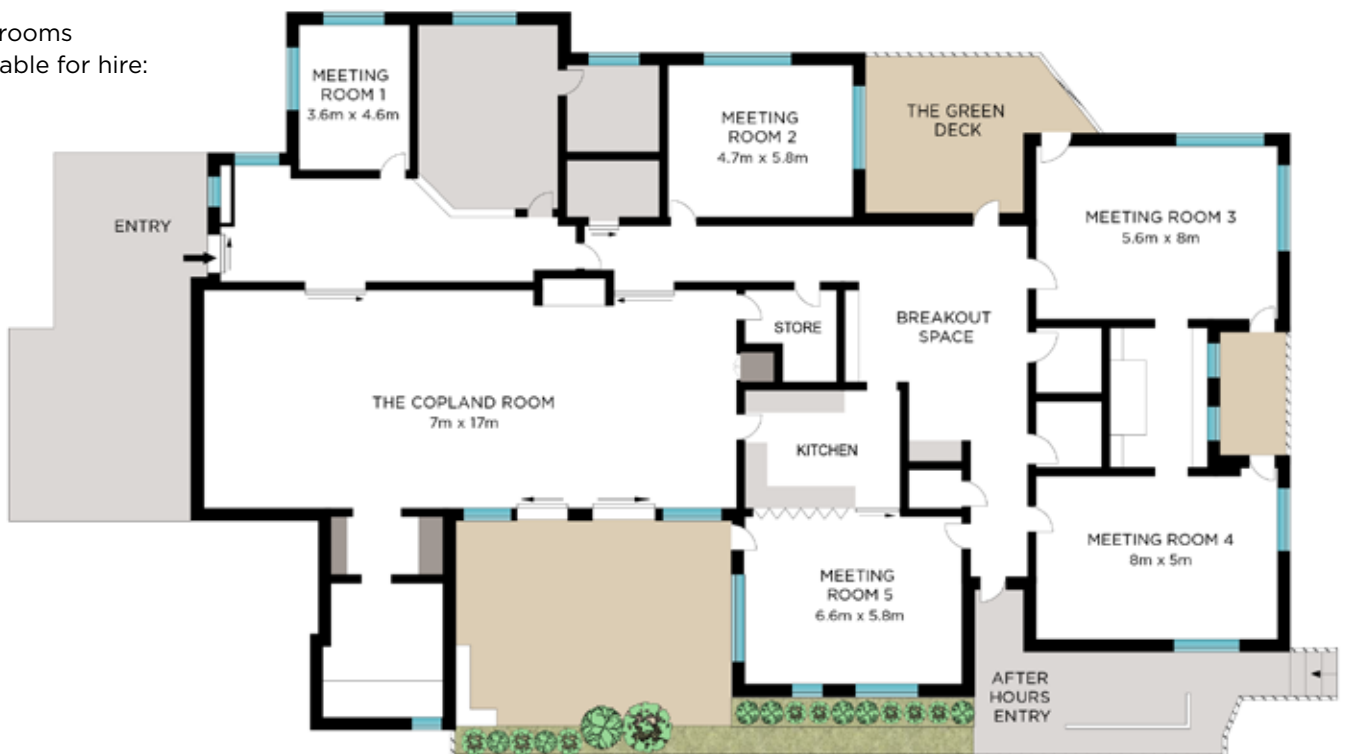 rooms
able for hire:
MEETING
ROOM 1
3.6m x 4.6m
MEETING
ROOM 2
4.7m x 5.8m
THE GREEN
DECK
ENTRY
MEETING ROOM 3
5.6m x 8m
STORE
BREAKOUT
SPACE
THE COPLAND ROOM
7m x 17m
KITCHEN
MEETING ROOM 4
8m x 5m
MEETING
ROOM 5
6.6m x 5.8m
AFTER
HOURS
ENTRY